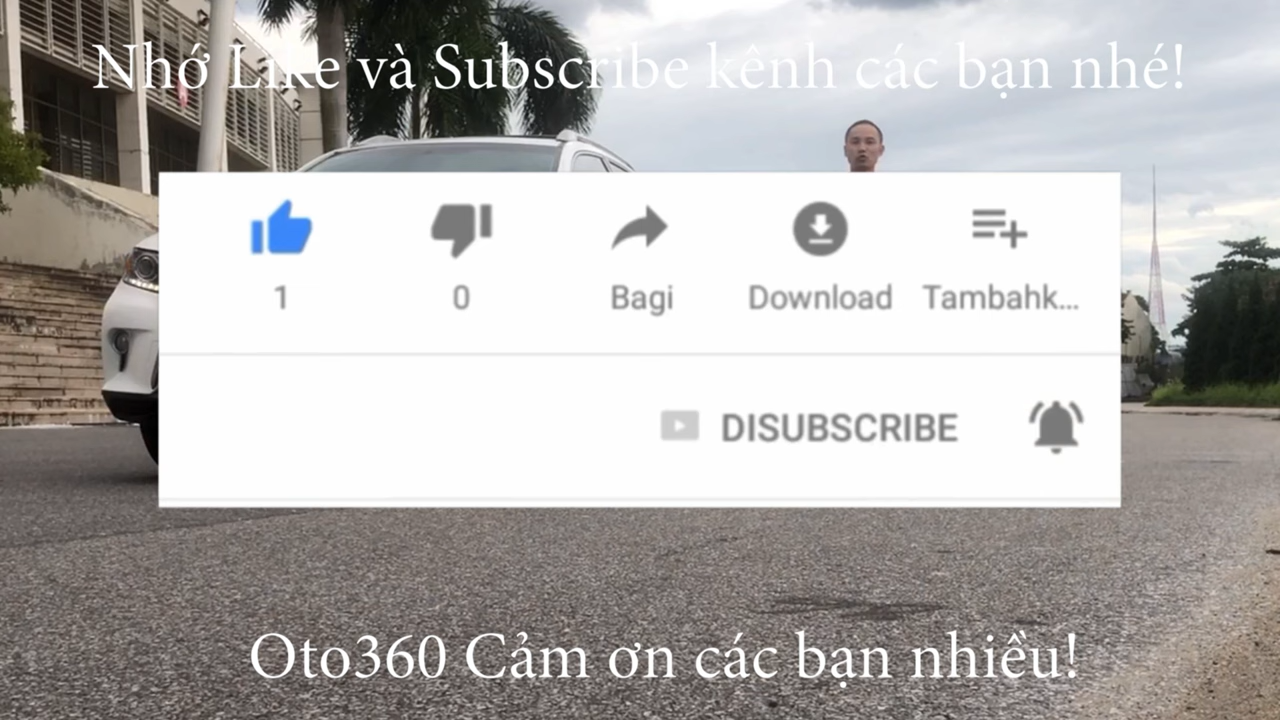 Nhớ Like và Subscribe kênh các bạn nhé!
1 0 Bagi Download Tambahk...
DISUBSCRIBE
Oto360 Cảm ơn các bạn nhiều!